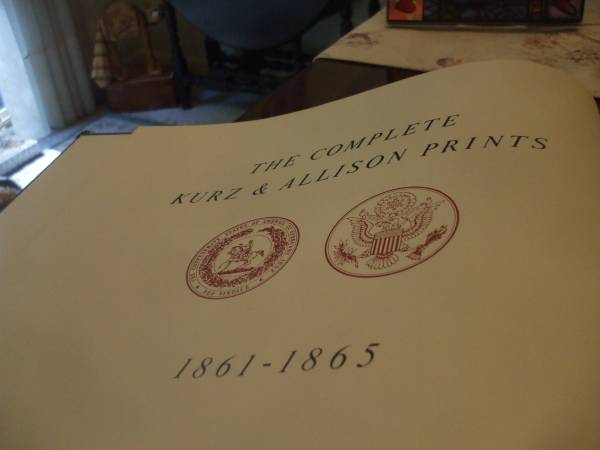 THE COMPLETE
KURZ & ALLISON PRINTS
1861-1865